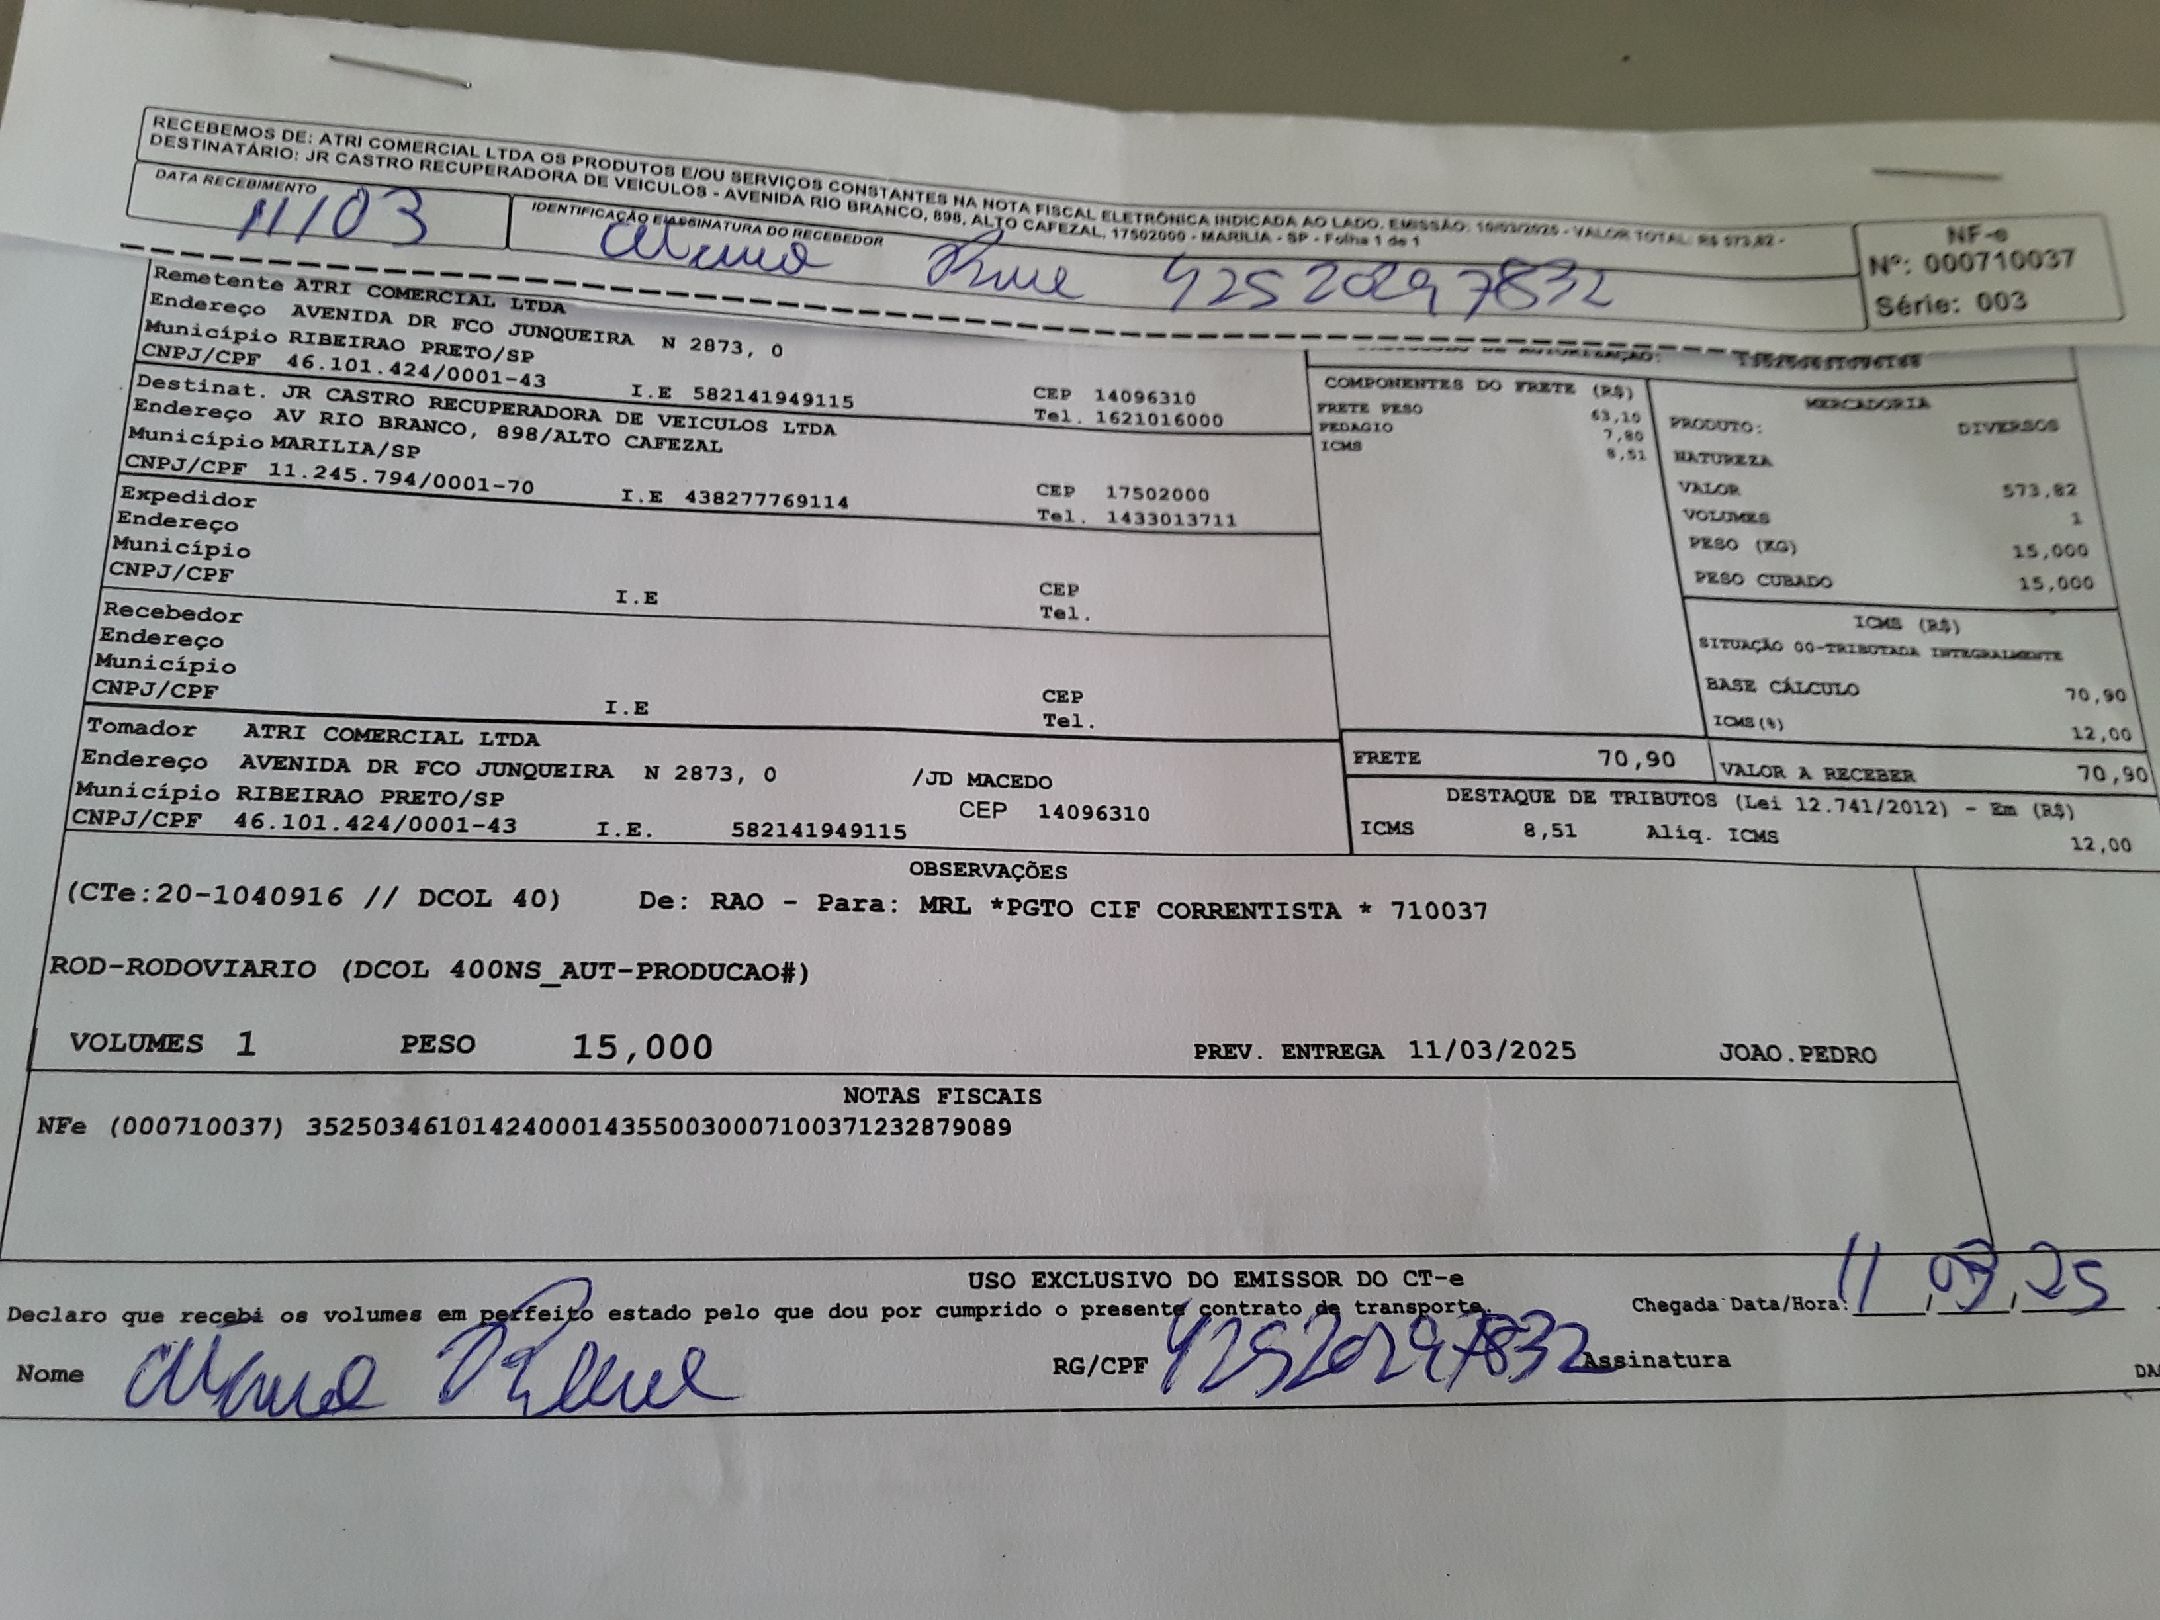 RECEBEMOS DE: ATRI COMERCIAL LTDA OS PRODUTOS E/OU SERVIÇOS CONSTANTES NA NOTA FISCAL ELETRÔNICA INDICADA AO LADO. EMISSÃO: 10/03/2025 - VALOR TOTAL: R$ 573,82 -
DESTINATÁRIO: JR CASTRO RECUPERADORA DE VEICULOS - AVENIDA RIO BRANCO, 898, ALTO CAFEZAL, 17502000 - MARILIA - SP - Folha 1 de 1
DATA RECEBIMENTO
11/03
IDENTIFICAÇÃO E ASSINATURA DO RECEBEDOR
42520297832
NF-e
Nº: 000710037
Série: 003
Remetente ATRI COMERCIAL LTDA
Endereço AVENIDA DR FCO JUNQUEIRA N 2873, 0
Município RIBEIRAO PRETO/SP CEP 14096310
CNPJ/CPF 46.101.424/0001-43 I.E 582141949115 Tel. 1621016000
Destinat. JR CASTRO RECUPERADORA DE VEICULOS LTDA
Endereço AV RIO BRANCO, 898/ALTO CAFEZAL
Município MARILIA/SP CEP 17502000
CNPJ/CPF 11.245.794/0001-70 I.E 438277769114 Tel. 1433013711
Expedidor
Endereço
Município CEP
CNPJ/CPF I.E Tel.
Recebedor
Endereço
Município CEP
CNPJ/CPF I.E Tel.
Tomador ATRI COMERCIAL LTDA
Endereço AVENIDA DR FCO JUNQUEIRA N 2873, 0 /JD MACEDO
Município RIBEIRAO PRETO/SP CEP 14096310
CNPJ/CPF 46.101.424/0001-43 I.E. 582141949115
COMPONENTES DO FRETE (R$)
FRETE PESO 63,10
PEDAGIO 7,80
ICMS 8,51
MERCADORIA
PRODUTO: DIVERSOS
NATUREZA
VALOR 573,82
VOLUMES 1
PESO (KG) 15,000
PESO CUBADO 15,000
ICMS (R$)
SITUAÇÃO 00-TRIBUTADA INTEGRALMENTE
BASE CÁLCULO 70,90
ICMS(%) 12,00
FRETE 70,90 VALOR A RECEBER 70,90
DESTAQUE DE TRIBUTOS (Lei 12.741/2012) - Em (R$)
ICMS 8,51 Aliq. ICMS 12,00
OBSERVAÇÕES
(CTe:20-1040916 // DCOL 40) De: RAO - Para: MRL *PGTO CIF CORRENTISTA * 710037
ROD-RODOVIARIO (DCOL 400NS_AUT-PRODUCAO#)
VOLUMES 1 PESO 15,000 PREV. ENTREGA 11/03/2025 JOAO.PEDRO
NOTAS FISCAIS
NFe (000710037) 35250346101424000143550030007100371232879089
USO EXCLUSIVO DO EMISSOR DO CT-e
Declaro que recebi os volumes em perfeito estado pelo que dou por cumprido o presente contrato de transporte. Chegada Data/Hora: 11,03,25
Nome RG/CPF 42520297832 Assinatura